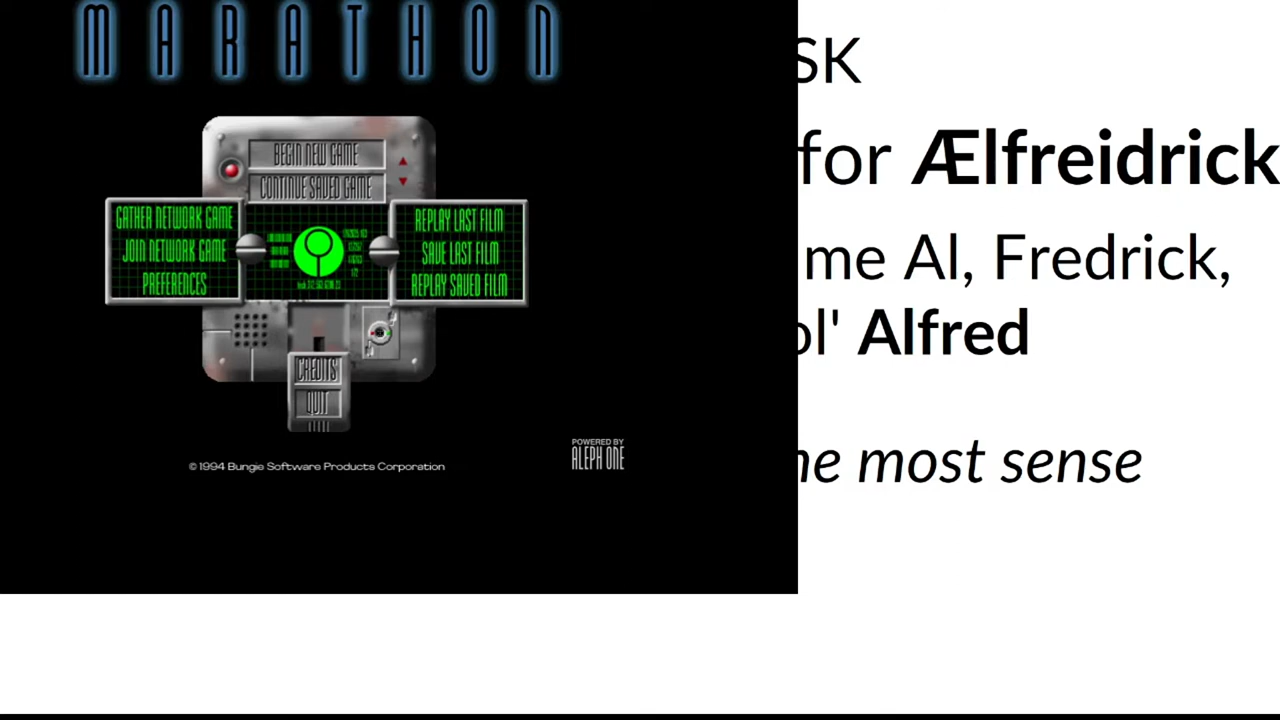 MARATHON
BEGIN NEW GAME
CONTINUE SAVED GAME
GATHER NETWORK GAME
JOIN NETWORK GAME
PREFERENCES
REPLAY LAST FILM
SAVE LAST FILM
REPLAY SAVED FILM
CREDITS
QUIT
©1994 Bungie Software Products Corporation
POWERED BY
ALEPH ONE
SK
for Ælfreidrick
me Al, Fredrick,
ol' Alfred
he most sense